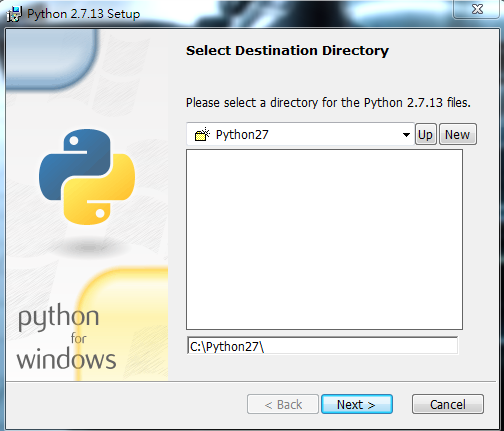 Python 2.7.13 Setup
Select Destination Directory
Please select a directory for the Python 2.7.13 files.
Python27
Up
New
C:\Python27\
python
for
windows
< Back
Next >
Cancel